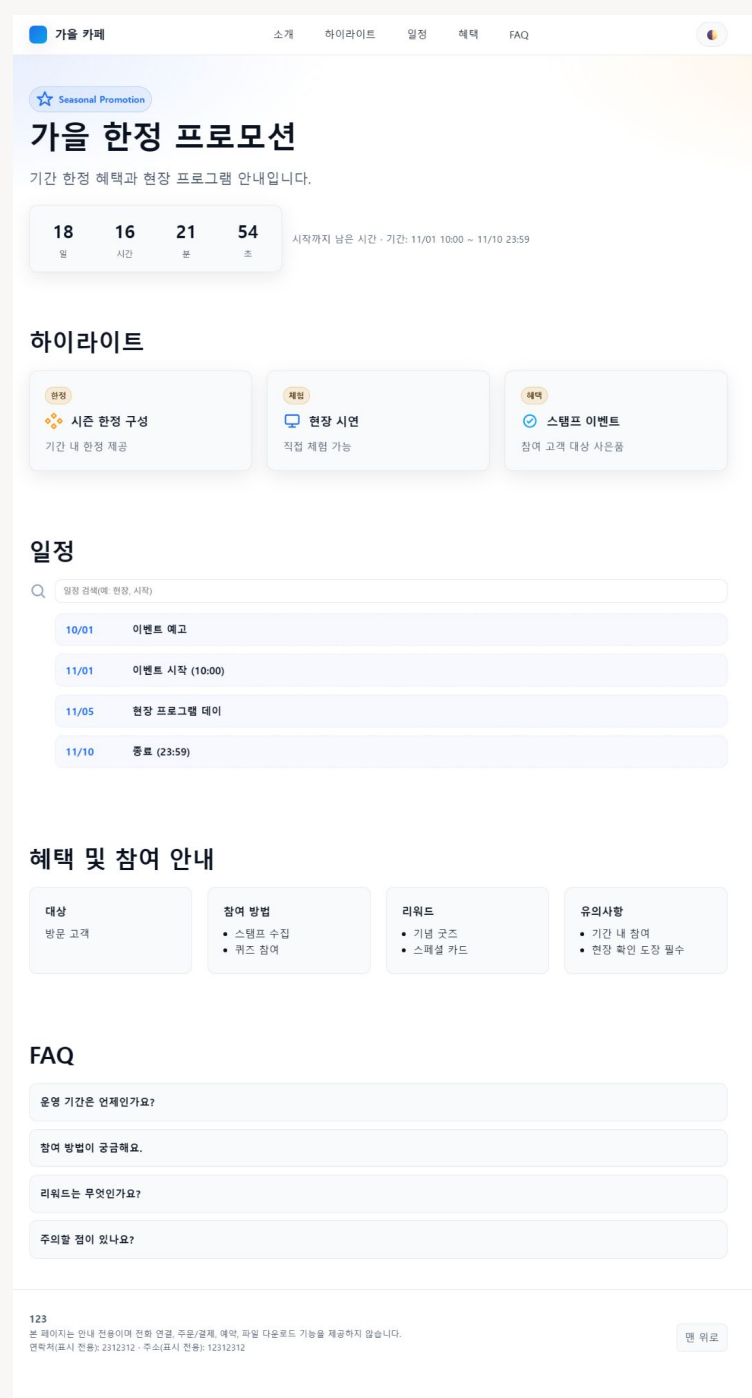 가을 카페
소개 하이라이트 일정 혜택 FAQ
Seasonal Promotion
가을 한정 프로모션
기간 한정 혜택과 현장 프로그램 안내입니다.
18 16 21 54
일 시간 분 초
시작까지 남은 시간 · 기간: 11/01 10:00 ~ 11/10 23:59
하이라이트
한정
시즌 한정 구성
기간 내 한정 제공
체험
현장 시연
직접 체험 가능
혜택
스탬프 이벤트
참여 고객 대상 사은품
일정
일정 검색(예: 현장, 시작)
10/01 이벤트 예고
11/01 이벤트 시작 (10:00)
11/05 현장 프로그램 데이
11/10 종료 (23:59)
혜택 및 참여 안내
대상
방문 고객
참여 방법
• 스탬프 수집
• 퀴즈 참여
리워드
• 기념 굿즈
• 스페셜 카드
유의사항
• 기간 내 참여
• 현장 확인 도장 필수
FAQ
운영 기간은 언제인가요?
참여 방법이 궁금해요.
리워드는 무엇인가요?
주의할 점이 있나요?
123
본 페이지는 안내 전용이며 전화 연결, 주문/결제, 예약, 파일 다운로드 기능을 제공하지 않습니다.
연락처(표시 전용): 2312312 · 주소(표시 전용): 12312312
맨 위로